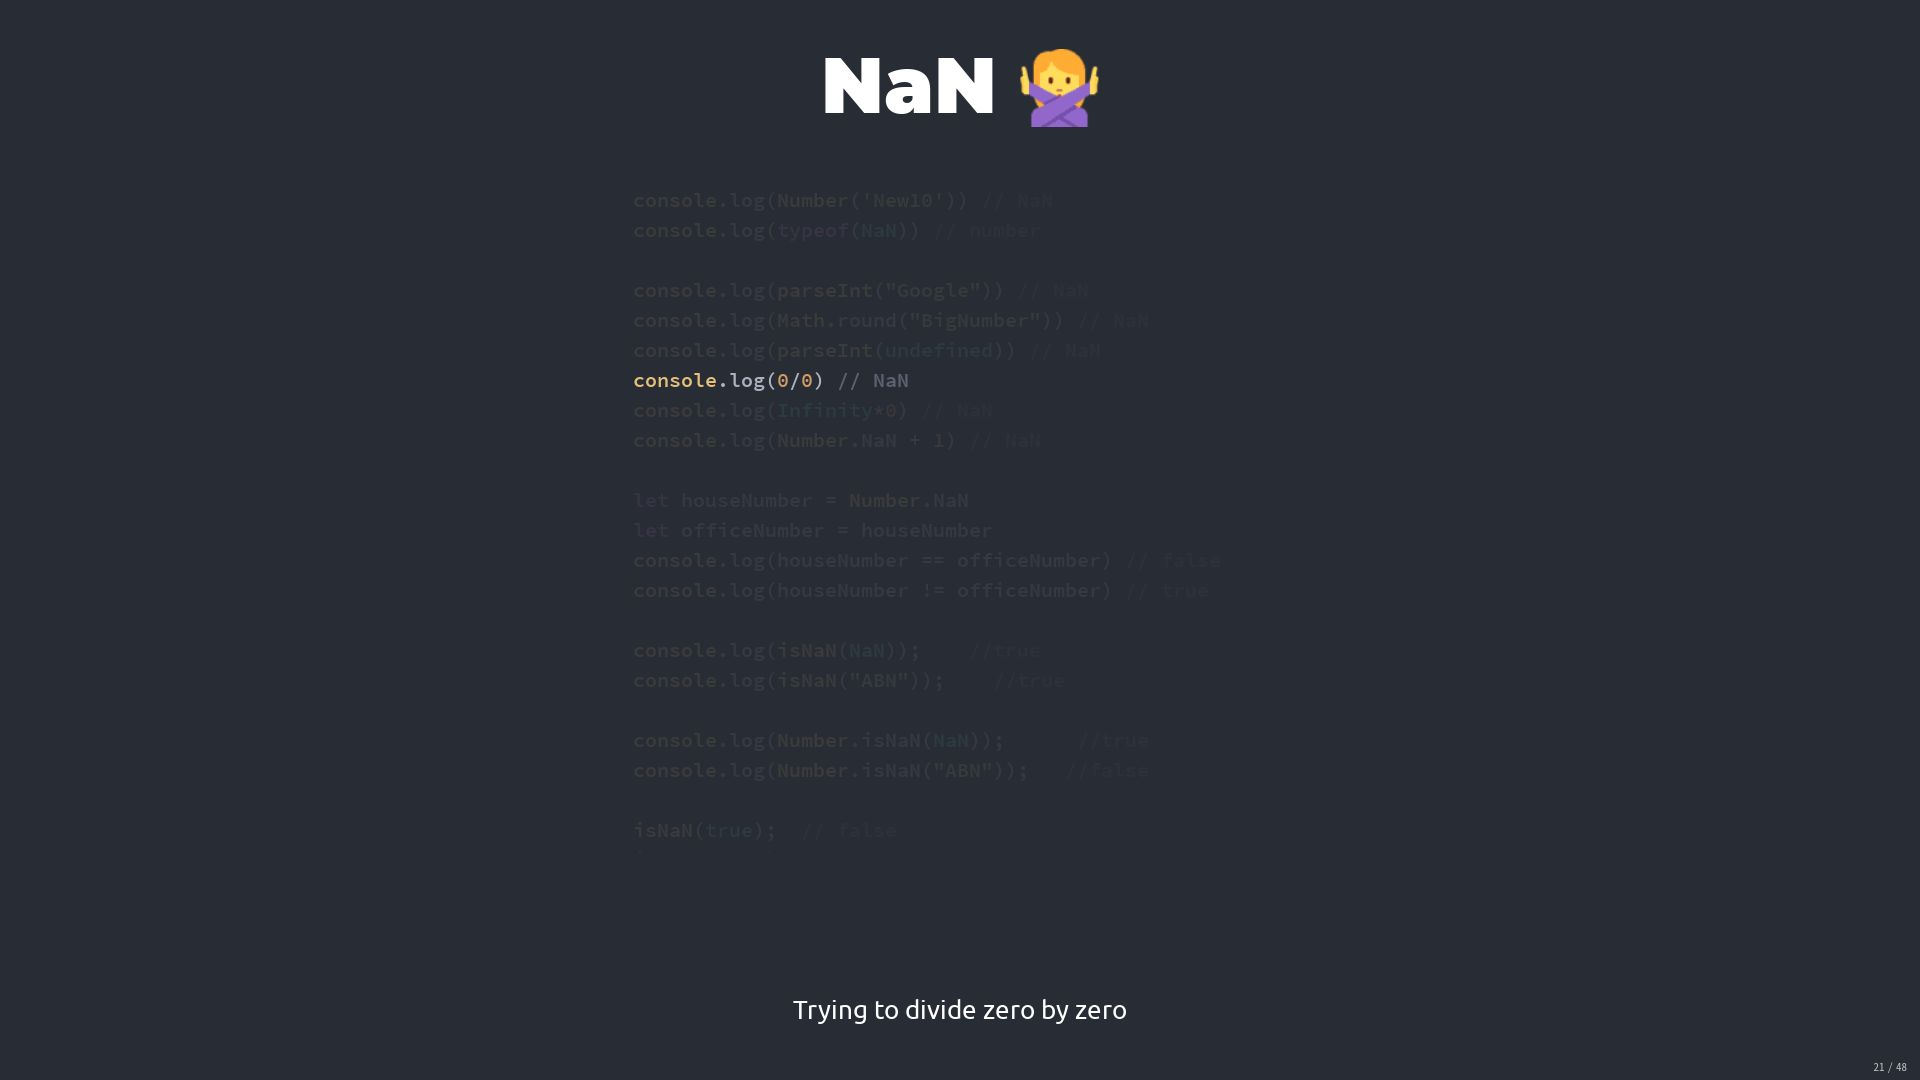 NaN 🙅
console.log(Number('New10')) // NaN
console.log(typeof(NaN)) // number
console.log(parseInt("Google")) // NaN
console.log(Math.round("BigNumber")) // NaN
console.log(parseInt(undefined)) // NaN
console.log(0/0) // NaN
console.log(Infinity*0) // NaN
console.log(Number.NaN + 1) // NaN
let houseNumber = Number.NaN
let officeNumber = houseNumber
console.log(houseNumber == officeNumber) // false
console.log(houseNumber != officeNumber) // true
console.log(isNaN(NaN));    //true
console.log(isNaN("ABN"));    //true
console.log(Number.isNaN(NaN));      //true
console.log(Number.isNaN("ABN"));   //false
isNaN(true);  // false
Trying to divide zero by zero
21 / 48